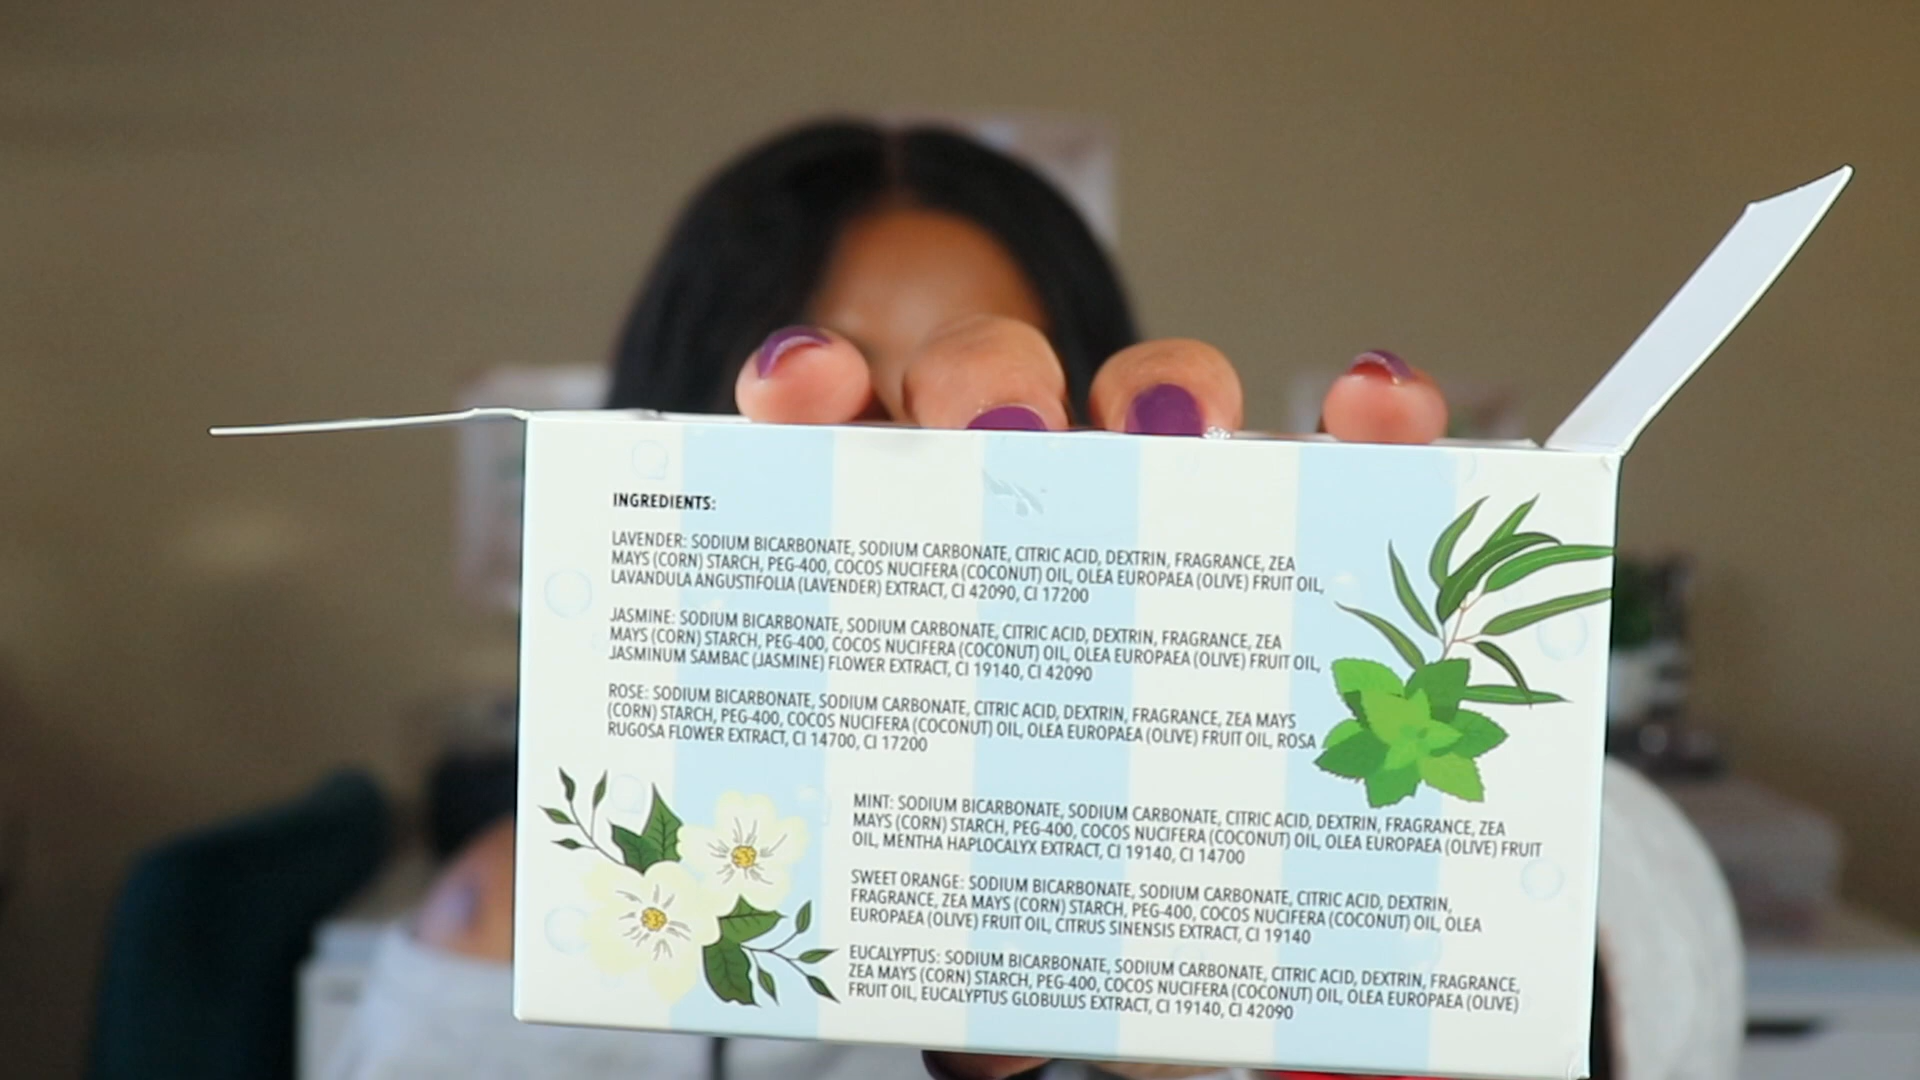 INGREDIENTS:
LAVENDER: SODIUM BICARBONATE, SODIUM CARBONATE, CITRIC ACID, DEXTRIN, FRAGRANCE, ZEA
MAYS (CORN) STARCH, PEG-400, COCOS NUCIFERA (COCONUT) OIL, OLEA EUROPAEA (OLIVE) FRUIT OIL,
LAVANDULA ANGUSTIFOLIA (LAVENDER) EXTRACT, CI 42090, CI 17200
JASMINE: SODIUM BICARBONATE, SODIUM CARBONATE, CITRIC ACID, DEXTRIN, FRAGRANCE, ZEA
MAYS (CORN) STARCH, PEG-400, COCOS NUCIFERA (COCONUT) OIL, OLEA EUROPAEA (OLIVE) FRUIT OIL,
JASMINUM SAMBAC (JASMINE) FLOWER EXTRACT, CI 19140, CI 42090
ROSE: SODIUM BICARBONATE, SODIUM CARBONATE, CITRIC ACID, DEXTRIN, FRAGRANCE, ZEA MAYS
(CORN) STARCH, PEG-400, COCOS NUCIFERA (COCONUT) OIL, OLEA EUROPAEA (OLIVE) FRUIT OIL, ROSA
RUGOSA FLOWER EXTRACT, CI 14700, CI 17200
MINT: SODIUM BICARBONATE, SODIUM CARBONATE, CITRIC ACID, DEXTRIN, FRAGRANCE, ZEA
MAYS (CORN) STARCH, PEG-400, COCOS NUCIFERA (COCONUT) OIL, OLEA EUROPAEA (OLIVE) FRUIT
OIL, MENTHA HAPLOCALYX EXTRACT, CI 19140, CI 14700
SWEET ORANGE: SODIUM BICARBONATE, SODIUM CARBONATE, CITRIC ACID, DEXTRIN,
FRAGRANCE, ZEA MAYS (CORN) STARCH, PEG-400, COCOS NUCIFERA (COCONUT) OIL, OLEA
EUROPAEA (OLIVE) FRUIT OIL, CITRUS SINENSIS EXTRACT, CI 19140
EUCALYPTUS: SODIUM BICARBONATE, SODIUM CARBONATE, CITRIC ACID, DEXTRIN, FRAGRANCE,
ZEA MAYS (CORN) STARCH, PEG-400, COCOS NUCIFERA (COCONUT) OIL, OLEA EUROPAEA (OLIVE)
FRUIT OIL, EUCALYPTUS GLOBULUS EXTRACT, CI 19140, CI 42090